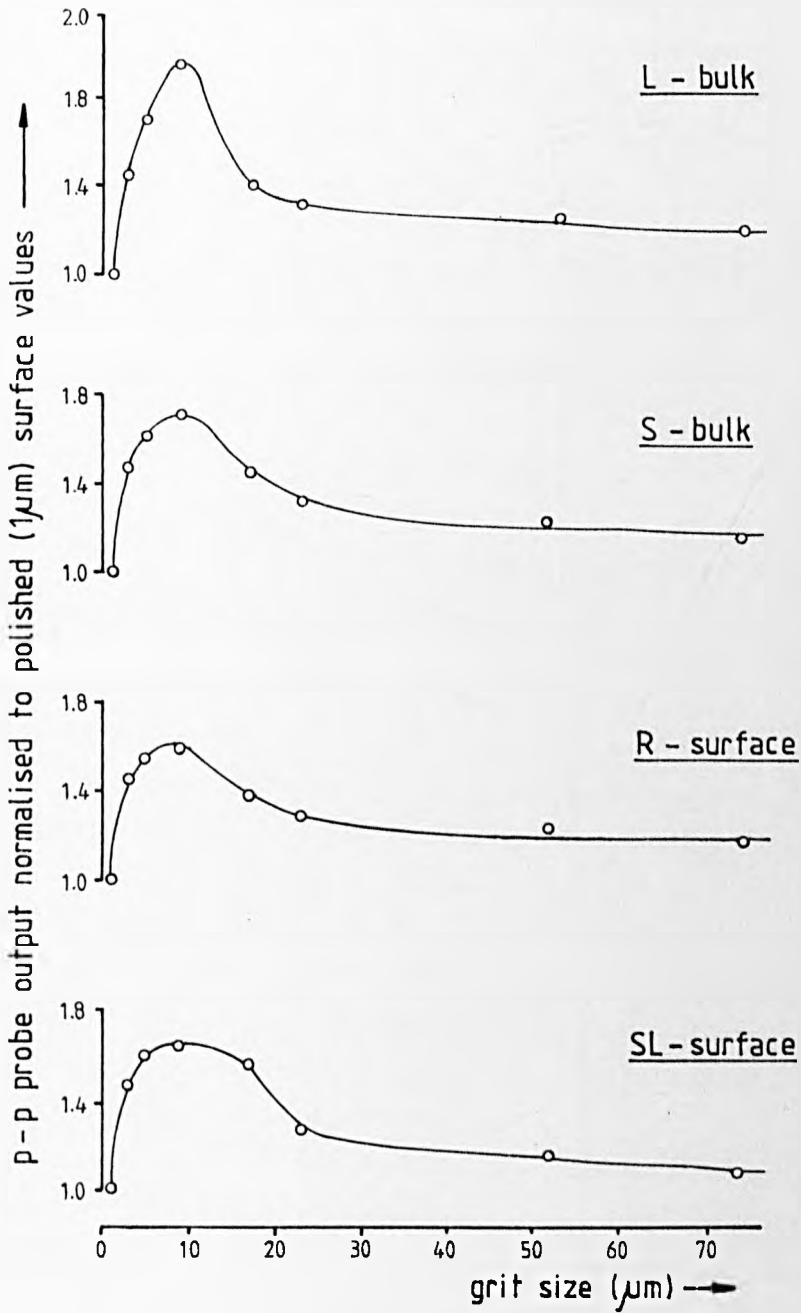 p-p probe output normalised to polished (1μm) surface values
2.0
1.8
1.4
1.0
L - bulk
1.8
1.4
1.0
S - bulk
1.8
1.4
1.0
R - surface
1.8
1.4
1.0
SL - surface
0 10 20 30 40 50 60 70
grit size (μm)